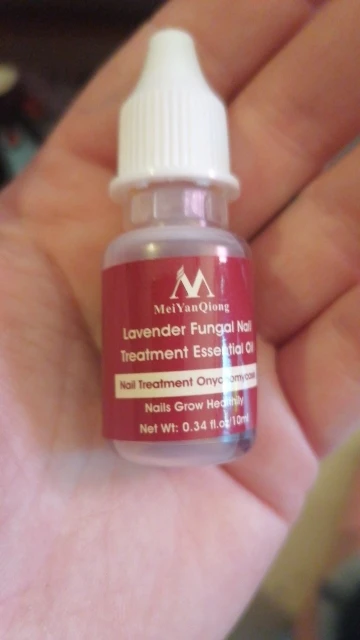 MeiYanQiong
Lavender Fungal Nail
Treatment Essential Oil
Nail Treatment
Nails Grow Healthily
Net Wt: 0.34 fl.oz/10ml